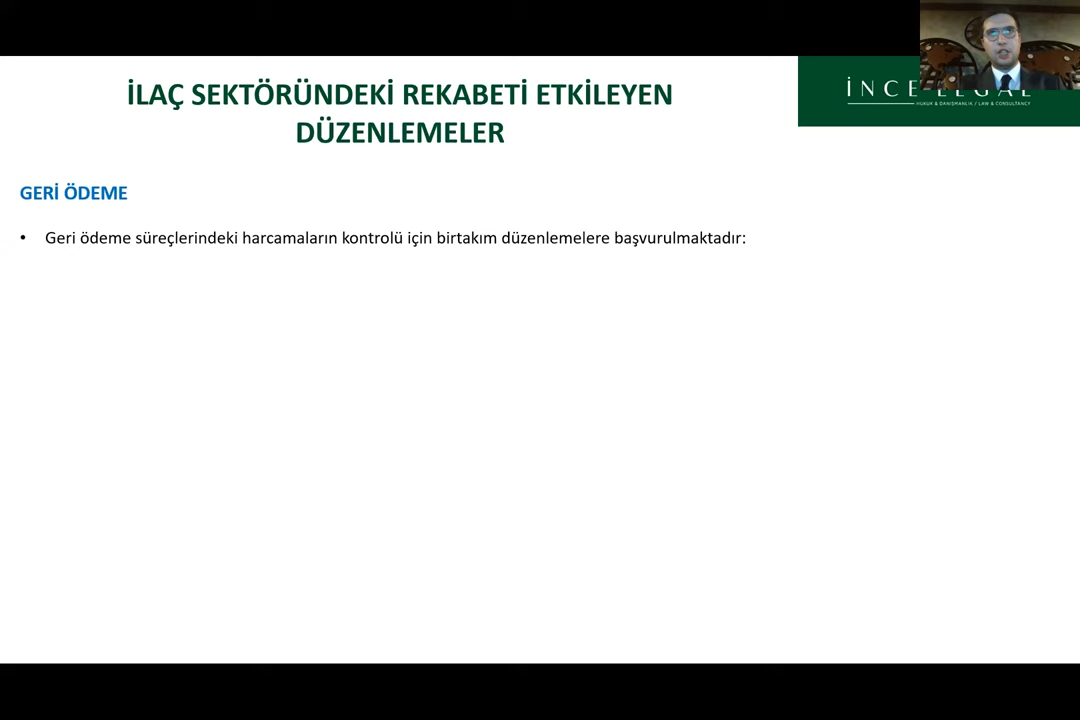 İLAÇ SEKTÖRÜNDEKİ REKABETİ ETKİLEYEN
DÜZENLEMELER
İNCE LEGAL
HUKUK & DANIŞMANLIK / LAW & CONSULTANCY
GERİ ÖDEME
• Geri ödeme süreçlerindeki harcamaların kontrolü için birtakım düzenlemelere başvurulmaktadır: